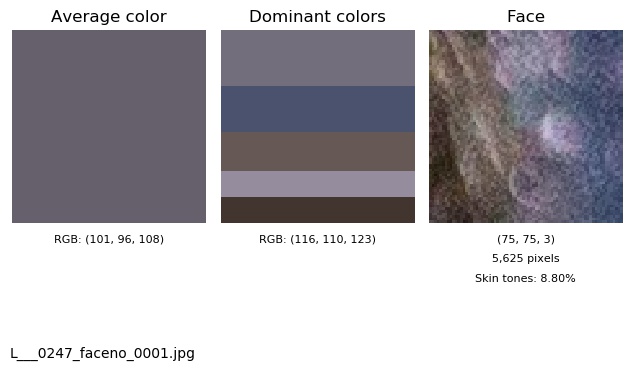 Average color
Dominant colors
Face
RGB: (101, 96, 108)
RGB: (116, 110, 123)
(75, 75, 3)
5,625 pixels
Skin tones: 8.80%
L___0247_faceno_0001.jpg